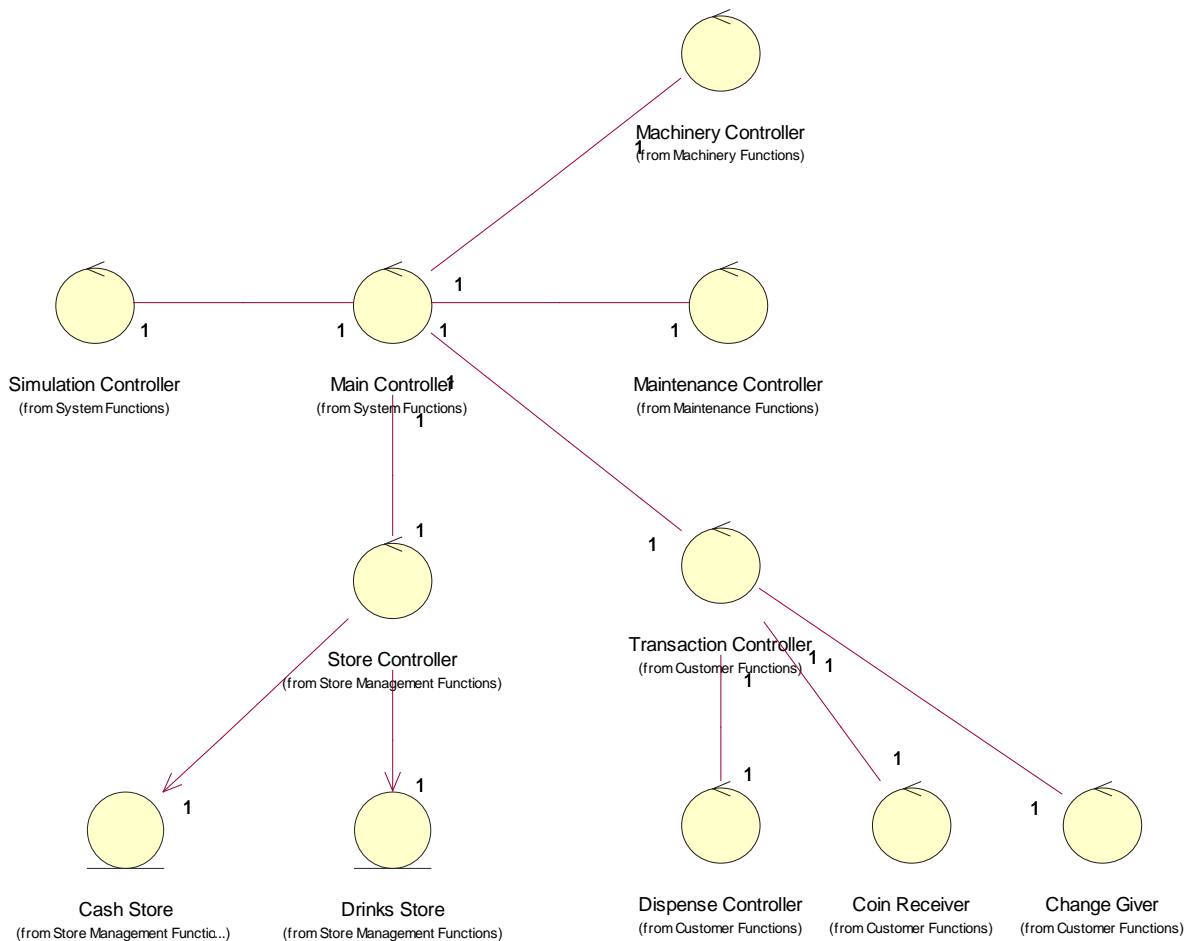 Machinery Controller
1
(from Machinery Functions)
1
1
1
1
1
Simulation Controller
Main Controller
1
Maintenance Controller
(from System Functions)
(from System Functions)
(from Maintenance Functions)
1
1
1
Store Controller
(from Store Management Functions)
Transaction Controller
1
1
(from Customer Functions)
1
1
1
1
1
1
Cash Store
(from Store Management Functio...)
Drinks Store
(from Store Management Functions)
Dispense Controller
(from Customer Functions)
Coin Receiver
(from Customer Functions)
Change Giver
(from Customer Functions)